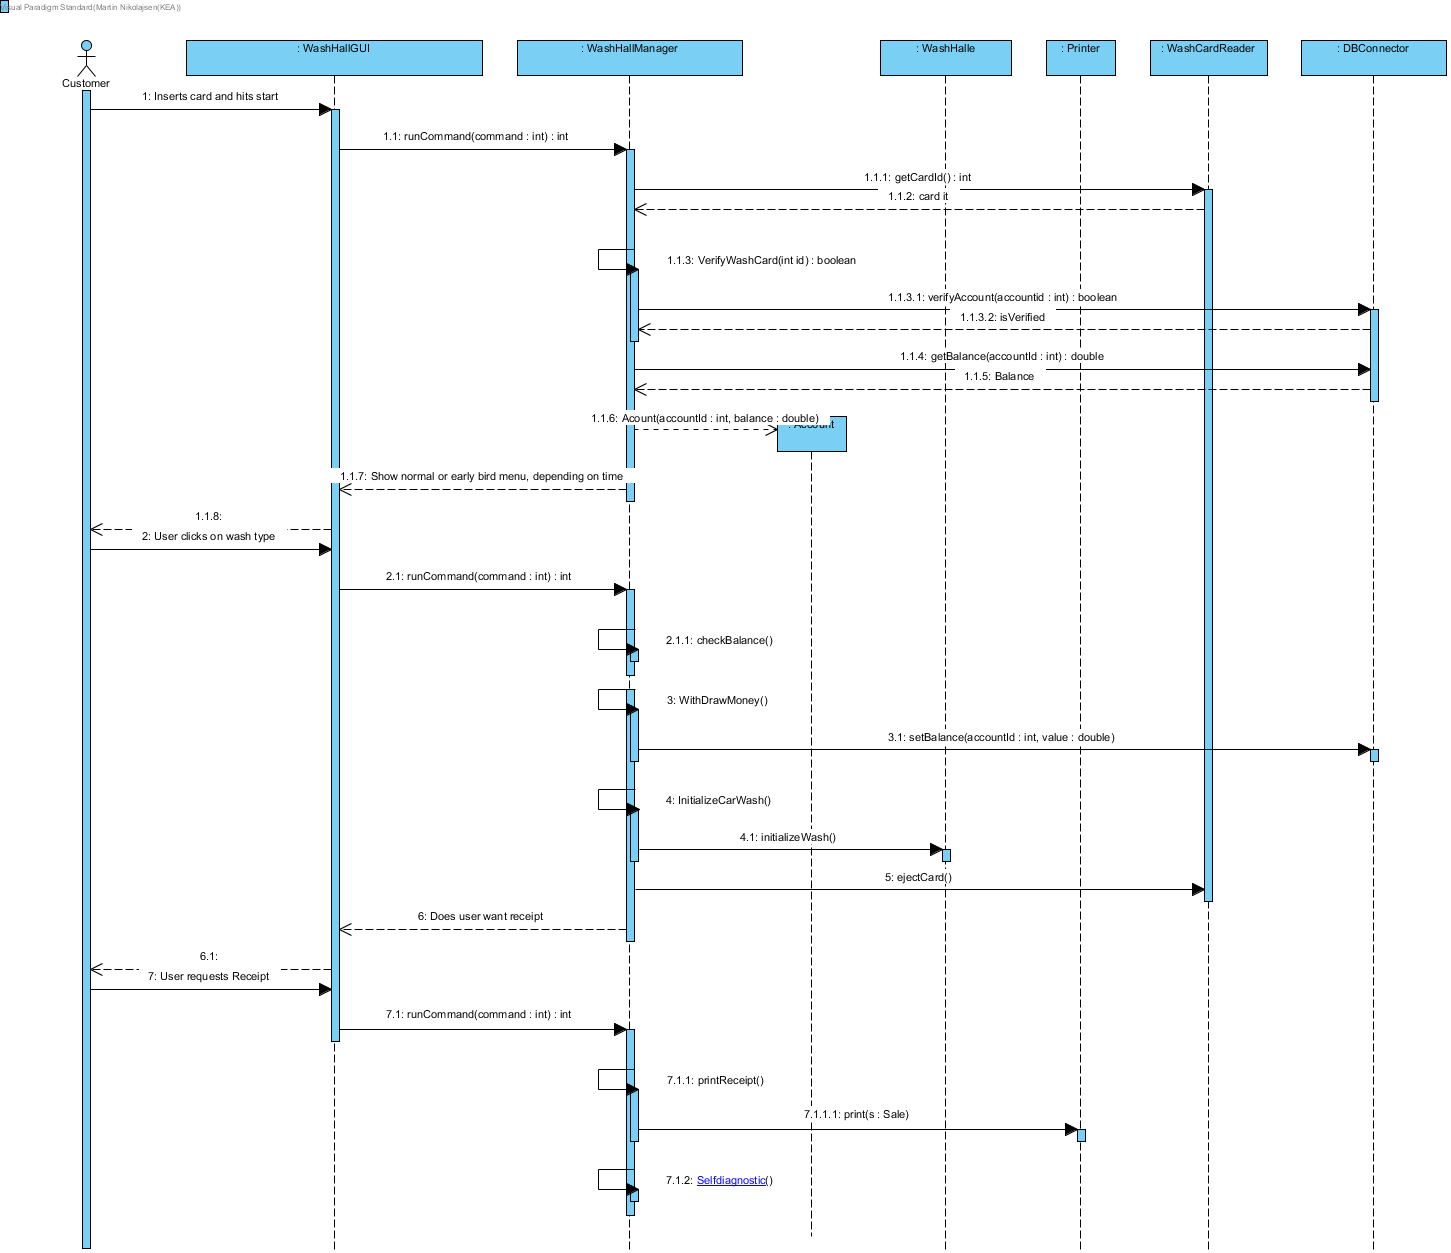 Visual Paradigm Standard(Martin Nikolajsen(KEA))
: WashHallGUI
: WashHallManager
: WashHalle
: Printer
: WashCardReader
: DBConnector
Customer
1: Inserts card and hits start
1.1: runCommand(command : int) : int
1.1.1: getCardId() : int
1.1.2: card it
1.1.3: VerifyWashCard(int id) : boolean
1.1.3.1: verifyAccount(accountid : int) : boolean
1.1.3.2: isVerified
1.1.4: getBalance(accountId : int) : double
1.1.5: Balance
1.1.6: Acount(accountId : int, balance : double)
: Account
1.1.7: Show normal or early bird menu, depending on time
1.1.8:
2: User clicks on wash type
2.1: runCommand(command : int) : int
2.1.1: checkBalance()
3: WithDrawMoney()
3.1: setBalance(accountId : int, value : double)
4: InitializeCarWash()
4.1: initializeWash()
5: ejectCard()
6: Does user want receipt
6.1:
7: User requests Receipt
7.1: runCommand(command : int) : int
7.1.1: printReceipt()
7.1.1.1: print(s : Sale)
7.1.2: Selfdiagnostic()